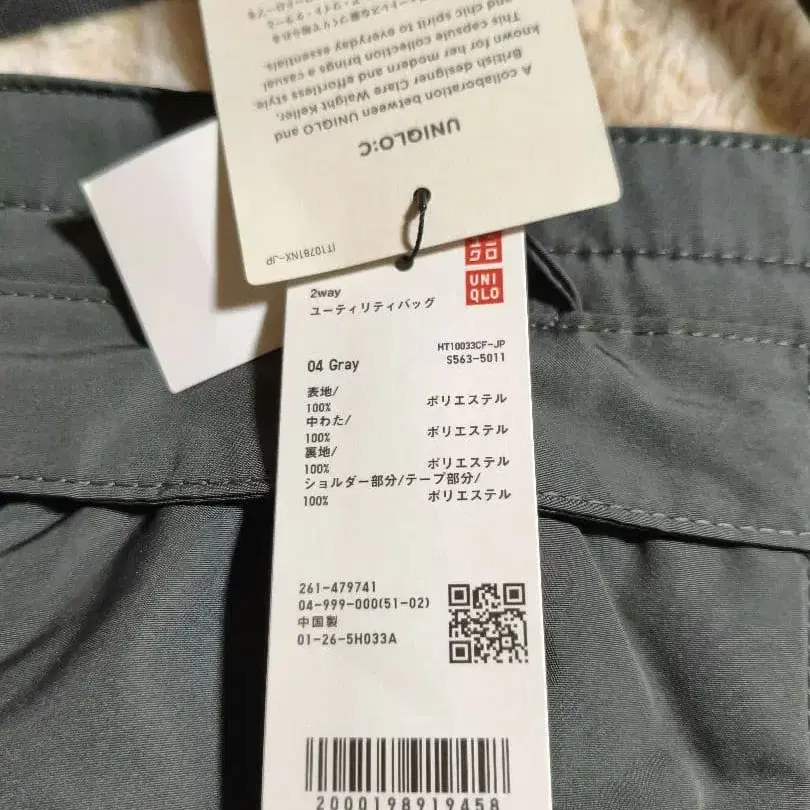 UNIQLO:C
A collaboration between UNIQLO and
British designer Clare Waight Keller,
known for her modern and effortless style.
This capsule collection brings a casual
and chic spirit to everyday essentials.
IT10781NX-JP
UNI
QLO
2way
ユーティリティバッグ
HT10033CF-JP
04 Gray
S563-5011
表地/
100% ポリエステル
中わた/
100% ポリエステル
裏地/
100% ポリエステル
ショルダー部分/テープ部分/
100% ポリエステル
261-479741
04-999-000(51-02)
中国製
01-26-5H033A
2000198919458